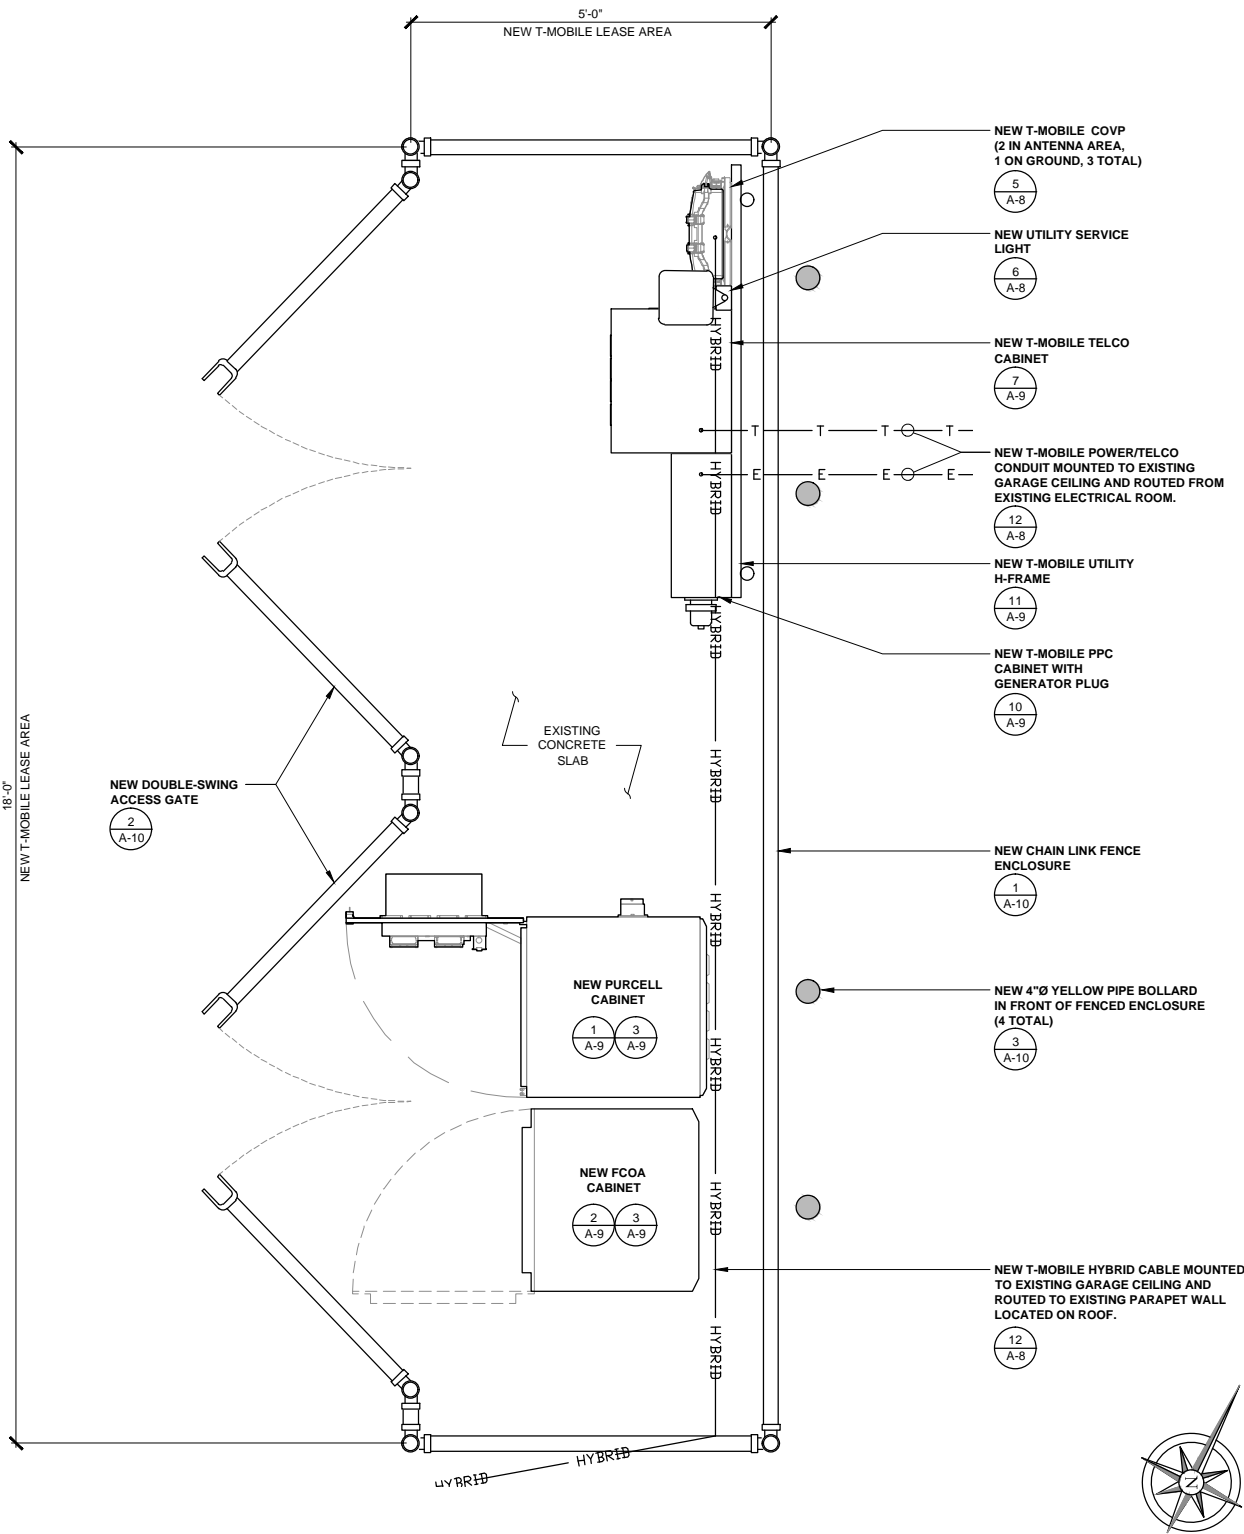 5'-0"
NEW T-MOBILE LEASE AREA
NEW T-MOBILE COVP
(2 IN ANTENNA AREA,
1 ON GROUND, 3 TOTAL)
5
A-8
NEW UTILITY SERVICE
LIGHT
6
A-8
HYBRID
NEW T-MOBILE TELCO
CABINET
7
A-9
T T T T
NEW T-MOBILE POWER/TELCO
CONDUIT MOUNTED TO EXISTING
GARAGE CEILING AND ROUTED FROM
EXISTING ELECTRICAL ROOM.
12
A-8
E E E E
HYBRID
NEW T-MOBILE UTILITY
H-FRAME
11
A-9
HYBRID
NEW T-MOBILE PPC
CABINET WITH
GENERATOR PLUG
10
A-9
EXISTING
CONCRETE
SLAB
HYBRID
18'-0"
NEW T-MOBILE LEASE AREA
NEW DOUBLE-SWING
ACCESS GATE
2
A-10
NEW CHAIN LINK FENCE
ENCLOSURE
1
A-10
HYBRID
NEW PURCELL
CABINET
1
A-9
3
A-9
NEW 4"Ø YELLOW PIPE BOLLARD
IN FRONT OF FENCED ENCLOSURE
(4 TOTAL)
3
A-10
HYBRID
NEW FCOA
CABINET
2
A-9
3
A-9
HYBRID
NEW T-MOBILE HYBRID CABLE MOUNTED
TO EXISTING GARAGE CEILING AND
ROUTED TO EXISTING PARAPET WALL
LOCATED ON ROOF.
12
A-8
HYBRID
HYBRID
HYBRID
N